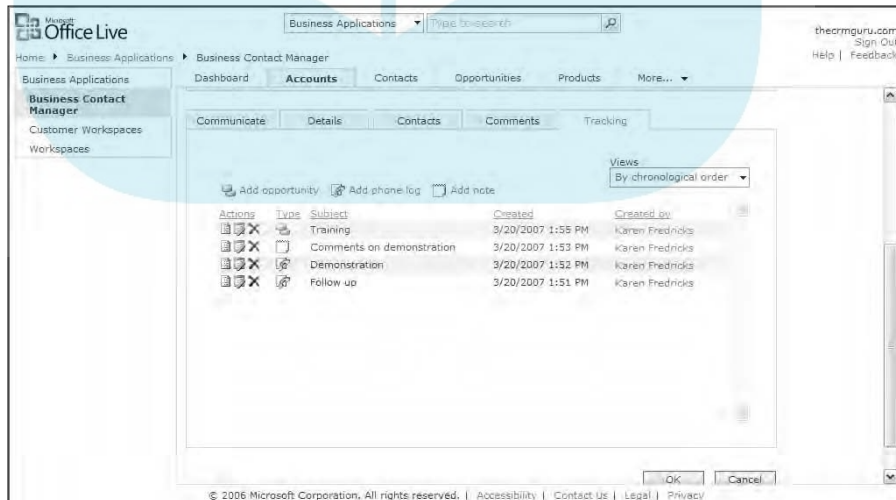 Microsoft
Office Live
Business Applications
Type to search
thecrmguru.com
Sign Out
Help | Feedback
Home Business Applications Business Contact Manager
Business Applications
Business Contact
Manager
Customer Workspaces
Workspaces
Dashboard Accounts Contacts Opportunities Products More...
Communicate Details Contacts Comments Tracking
Views
By chronological order
Add opportunity Add phone log Add note
Actions Type Subject Created Created by
Training 3/20/2007 1:55 PM Karen Fredricks
Comments on demonstration 3/20/2007 1:53 PM Karen Fredricks
Demonstration 3/20/2007 1:52 PM Karen Fredricks
Follow up 3/20/2007 1:51 PM Karen Fredricks
OK Cancel
© 2006 Microsoft Corporation. All rights reserved. | Accessibility | Contact Us | Legal | Privacy